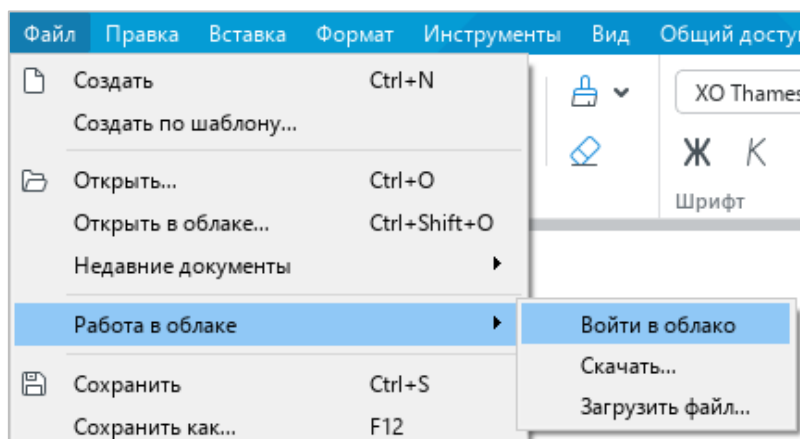 Файл Правка Вставка Формат Инструменты Вид Общий
Создать Ctrl+N
Создать по шаблону...
XO Thames
Открыть... Ctrl+O
Ж К
Открыть в облаке... Ctrl+Shift+O
Шрифт
Недавние документы
Работа в облаке
Войти в облако
Скачать...
Загрузить файл...
Сохранить Ctrl+S
Сохранить как... F12